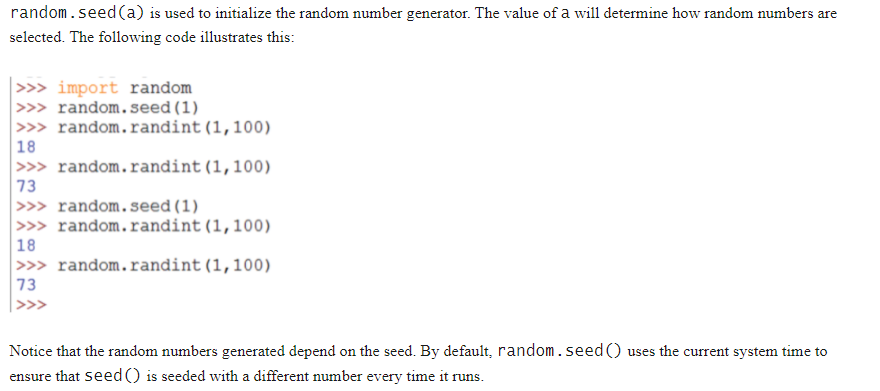 random.seed(a) is used to initialize the random number generator. The value of a will determine how random numbers are
selected. The following code illustrates this:
>>> import random
>>> random.seed(1)
>>> random.randint(1,100)
18
>>> random.randint(1,100)
73
>>> random.seed(1)
>>> random.randint(1,100)
18
>>> random.randint(1,100)
73
>>>
Notice that the random numbers generated depend on the seed. By default, random.seed() uses the current system time to
ensure that seed() is seeded with a different number every time it runs.